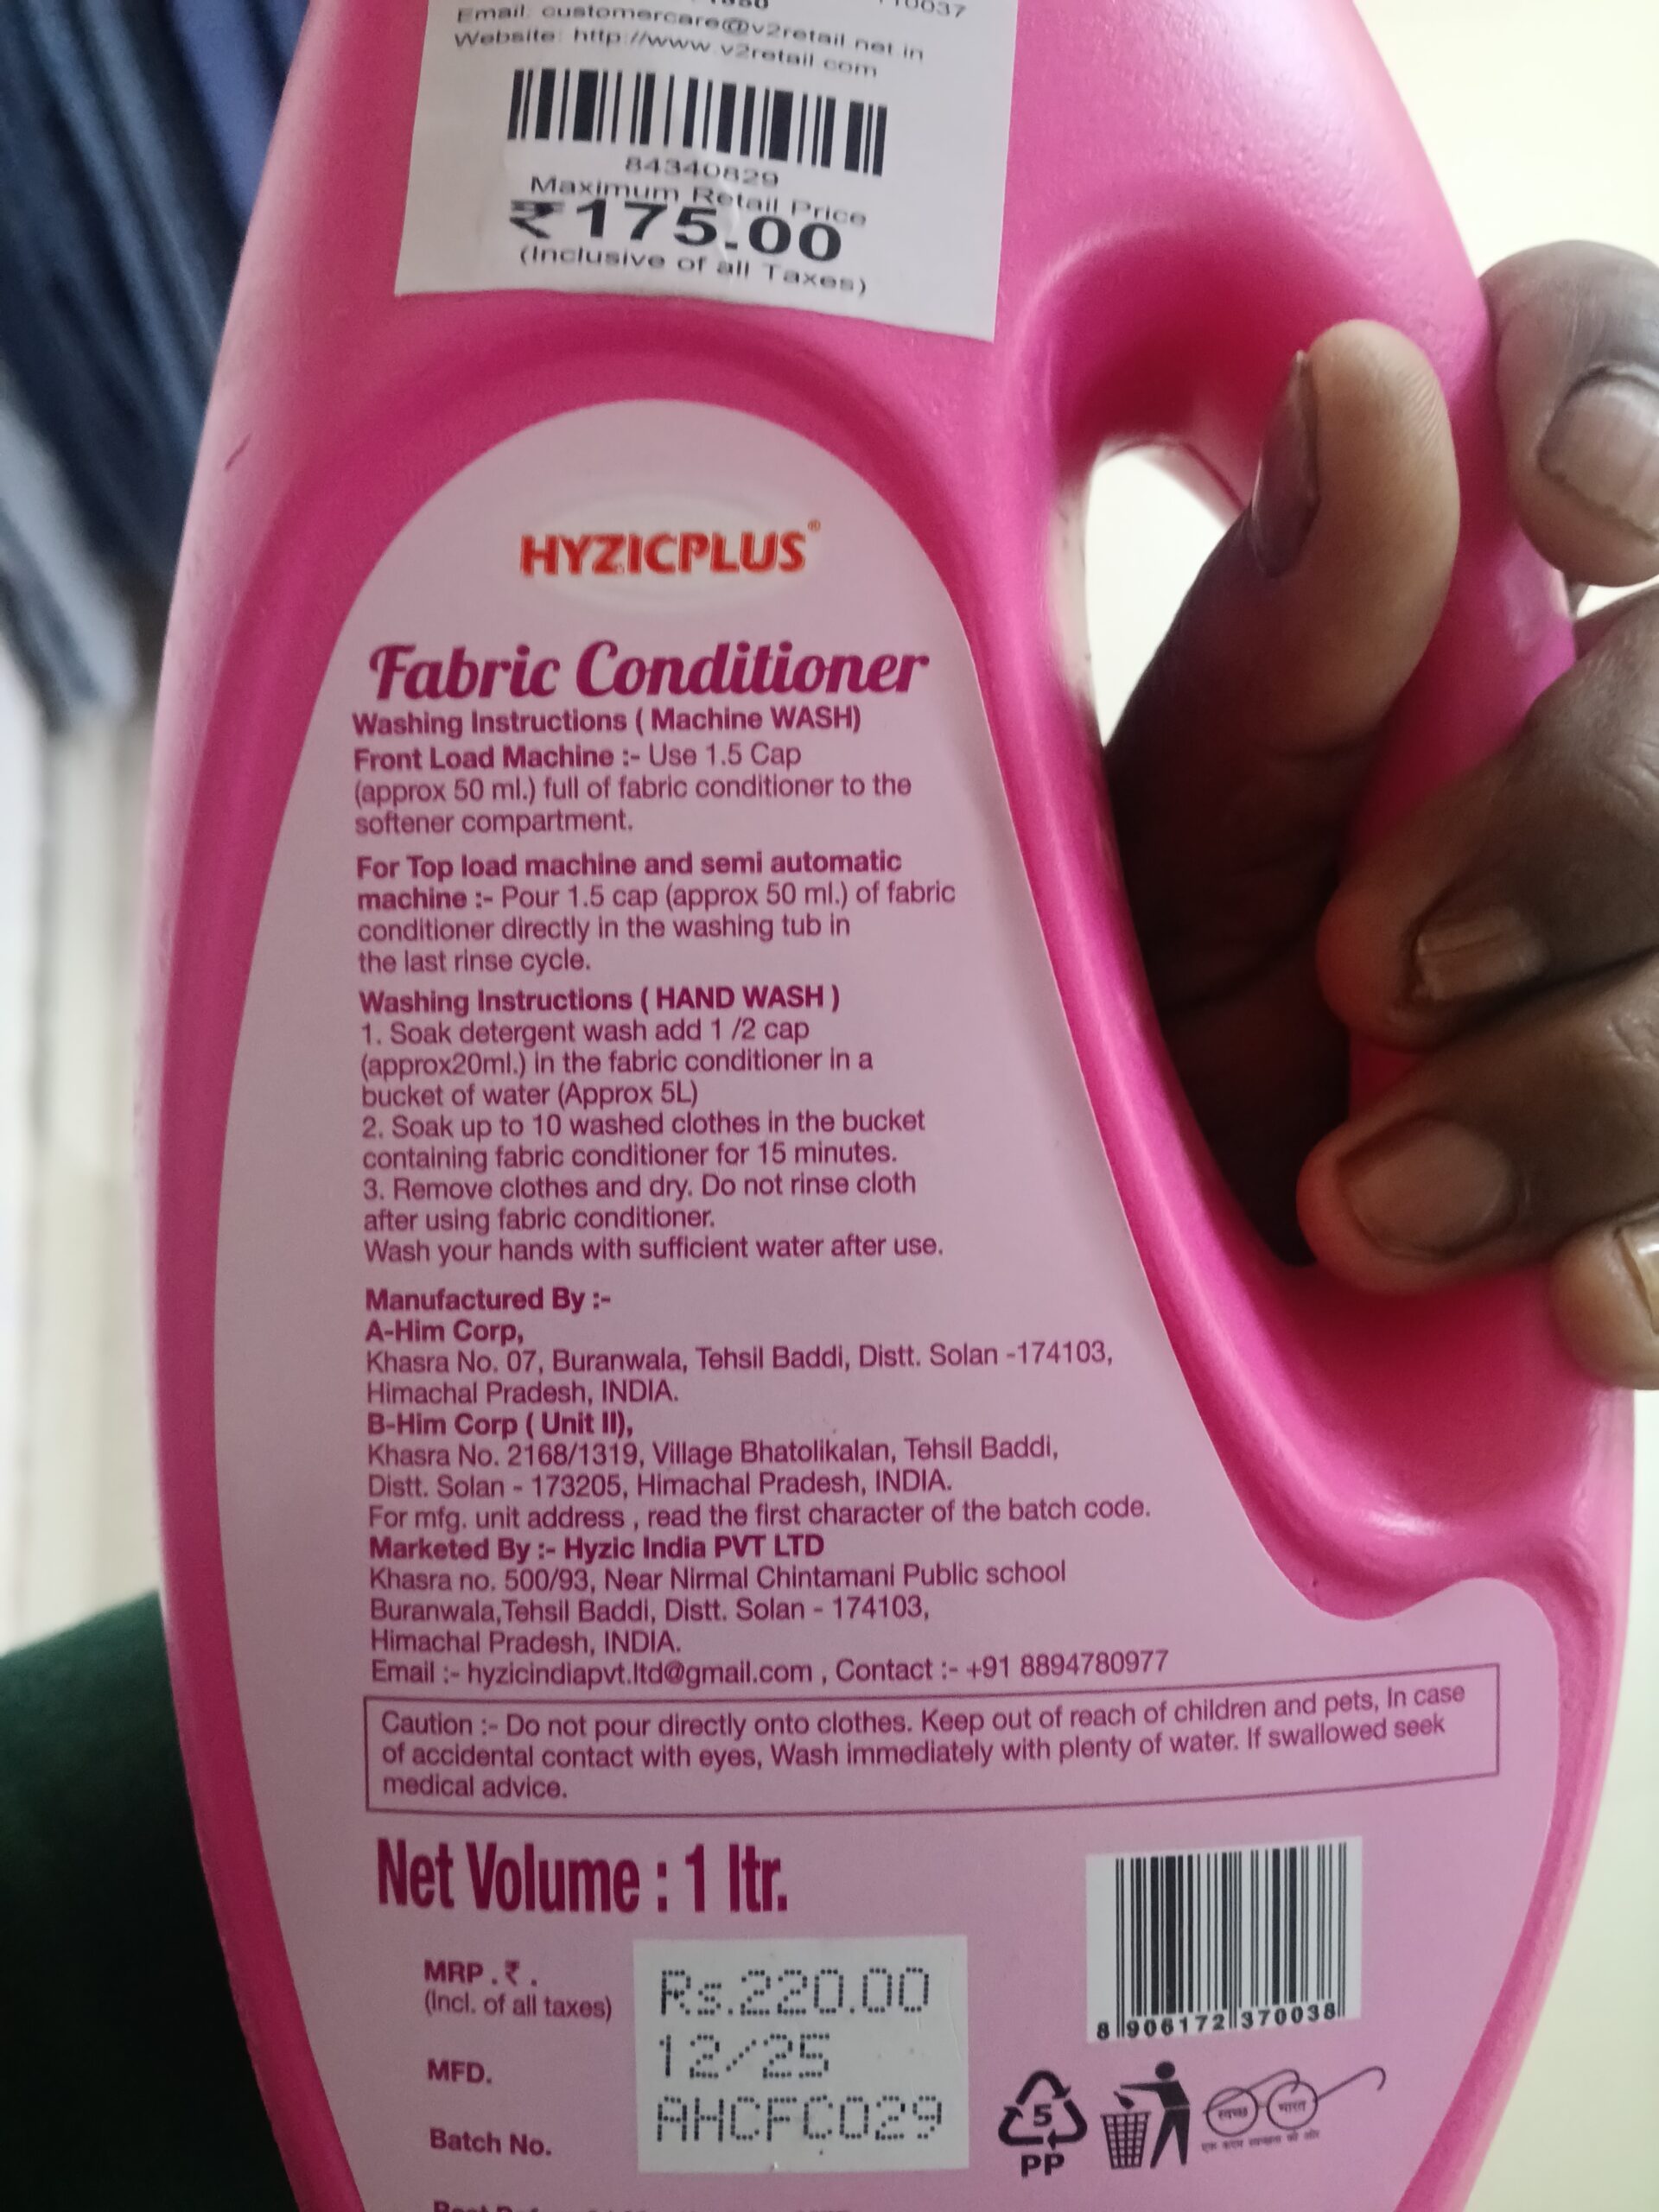 Email: customercare@v2retail.net.in
Website: http://www.v2retail.com
84340829
Maximum Retail Price
₹175.00
(Inclusive of all Taxes)
HYZICPLUS®
Fabric Conditioner
Washing Instructions ( Machine WASH)
Front Load Machine :- Use 1.5 Cap
(approx 50 ml.) full of fabric conditioner to the
softener compartment.
For Top load machine and semi automatic
machine :- Pour 1.5 cap (approx 50 ml.) of fabric
conditioner directly in the washing tub in
the last rinse cycle.
Washing Instructions ( HAND WASH )
1. Soak detergent wash add 1 /2 cap
(approx20ml.) in the fabric conditioner in a
bucket of water (Approx 5L)
2. Soak up to 10 washed clothes in the bucket
containing fabric conditioner for 15 minutes.
3. Remove clothes and dry. Do not rinse cloth
after using fabric conditioner.
Wash your hands with sufficient water after use.
Manufactured By :-
A-Him Corp,
Khasra No. 07, Buranwala, Tehsil Baddi, Distt. Solan -174103,
Himachal Pradesh, INDIA.
B-Him Corp ( Unit II),
Khasra No. 2168/1319, Village Bhatolikalan, Tehsil Baddi,
Distt. Solan - 173205, Himachal Pradesh, INDIA.
For mfg. unit address , read the first character of the batch code.
Marketed By :- Hyzic India PVT LTD
Khasra no. 500/93, Near Nirmal Chintamani Public school
Buranwala,Tehsil Baddi, Distt. Solan - 174103,
Himachal Pradesh, INDIA.
Email :- hyzicindiapvt.ltd@gmail.com , Contact :- +91 8894780977
Caution :- Do not pour directly onto clothes. Keep out of reach of children and pets, In case
of accidental contact with eyes, Wash immediately with plenty of water. If swallowed seek
medical advice.
Net Volume : 1 ltr.
MRP . ₹ . Rs.220.00
(Incl. of all taxes)
8 906172 370038
MFD. 12/25
Batch No. AHCFC029
5
PP
स्वच्छ भारत
एक कदम स्वच्छता की ओर